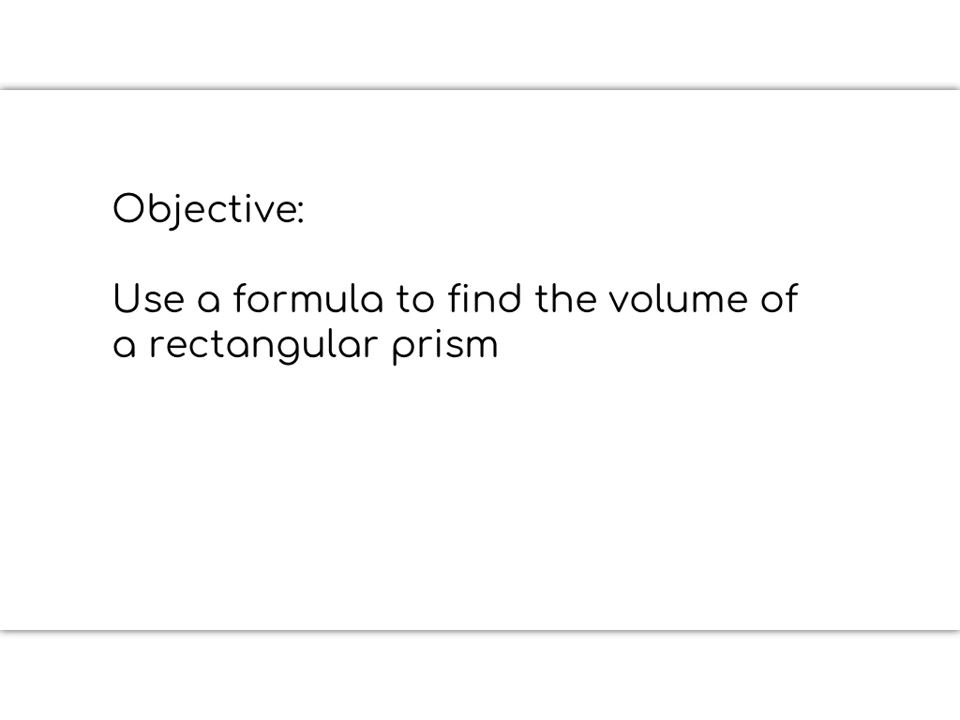 Objective:
Use a formula to find the volume of
a rectangular prism